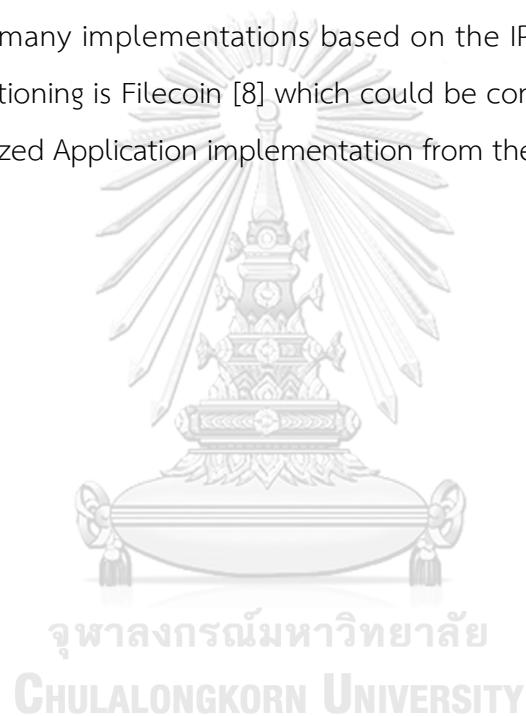 many implementations based on the IP
tioning is Filecoin [8] which could be con
zed Application implementation from the
จุฬาลงกรณ์มหาวิทยาลัย
CHULALONGKORN UNIVERSITY